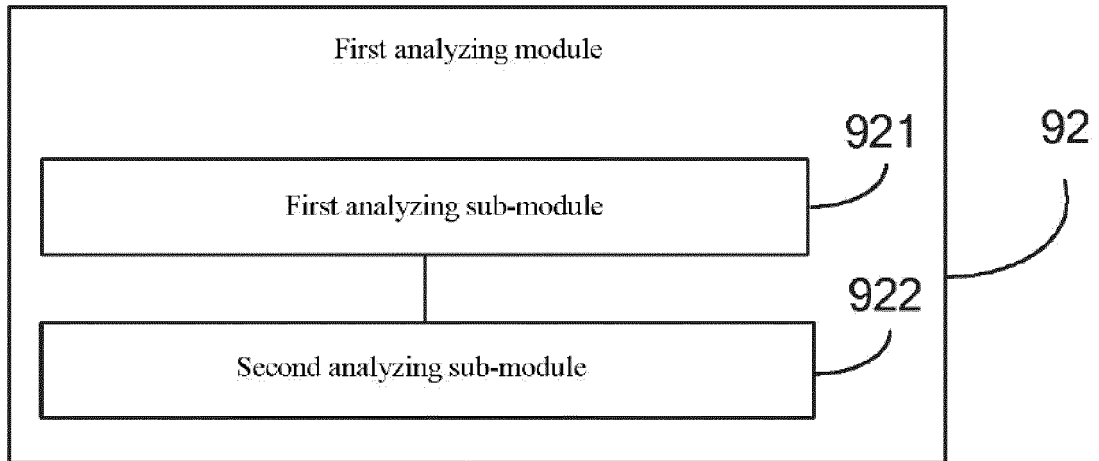 First analyzing module
921
92
First analyzing sub-module
922
Second analyzing sub-module